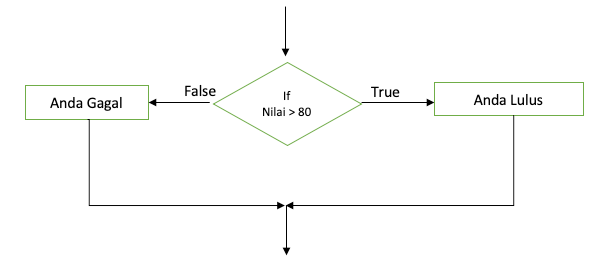 If
Nilai > 80
False
True
Anda Gagal
Anda Lulus